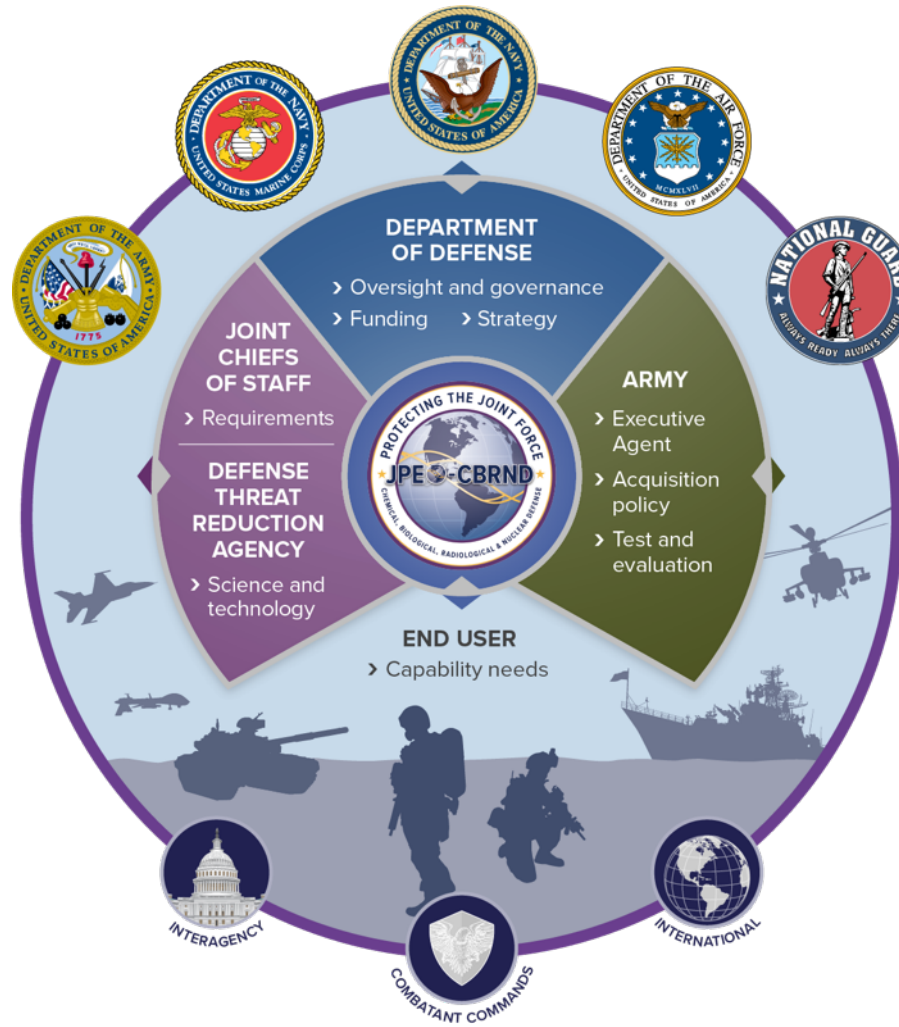 DEPARTMENT OF THE NAVY
UNITED STATES OF AMERICA
DEPARTMENT OF THE NAVY
UNITED STATES MARINE CORPS
DEPARTMENT OF THE AIR FORCE
MCMXLVII
UNITED STATES OF AMERICA
DEPARTMENT OF THE ARMY
1775
UNITED STATES OF AMERICA
NATIONAL GUARD
ALWAYS READY ALWAYS THERE
DEPARTMENT
OF DEFENSE
› Oversight and governance
› Funding › Strategy
JOINT
CHIEFS
OF STAFF
› Requirements
DEFENSE
THREAT
REDUCTION
AGENCY
› Science and
technology
PROTECTING THE JOINT FORCE
JPEO-CBRND
CHEMICAL, BIOLOGICAL, RADIOLOGICAL & NUCLEAR DEFENSE
ARMY
› Executive
Agent
› Acquisition
policy
› Test and
evaluation
END USER
› Capability needs
INTERAGENCY
COMBATANT COMMANDS
INTERNATIONAL